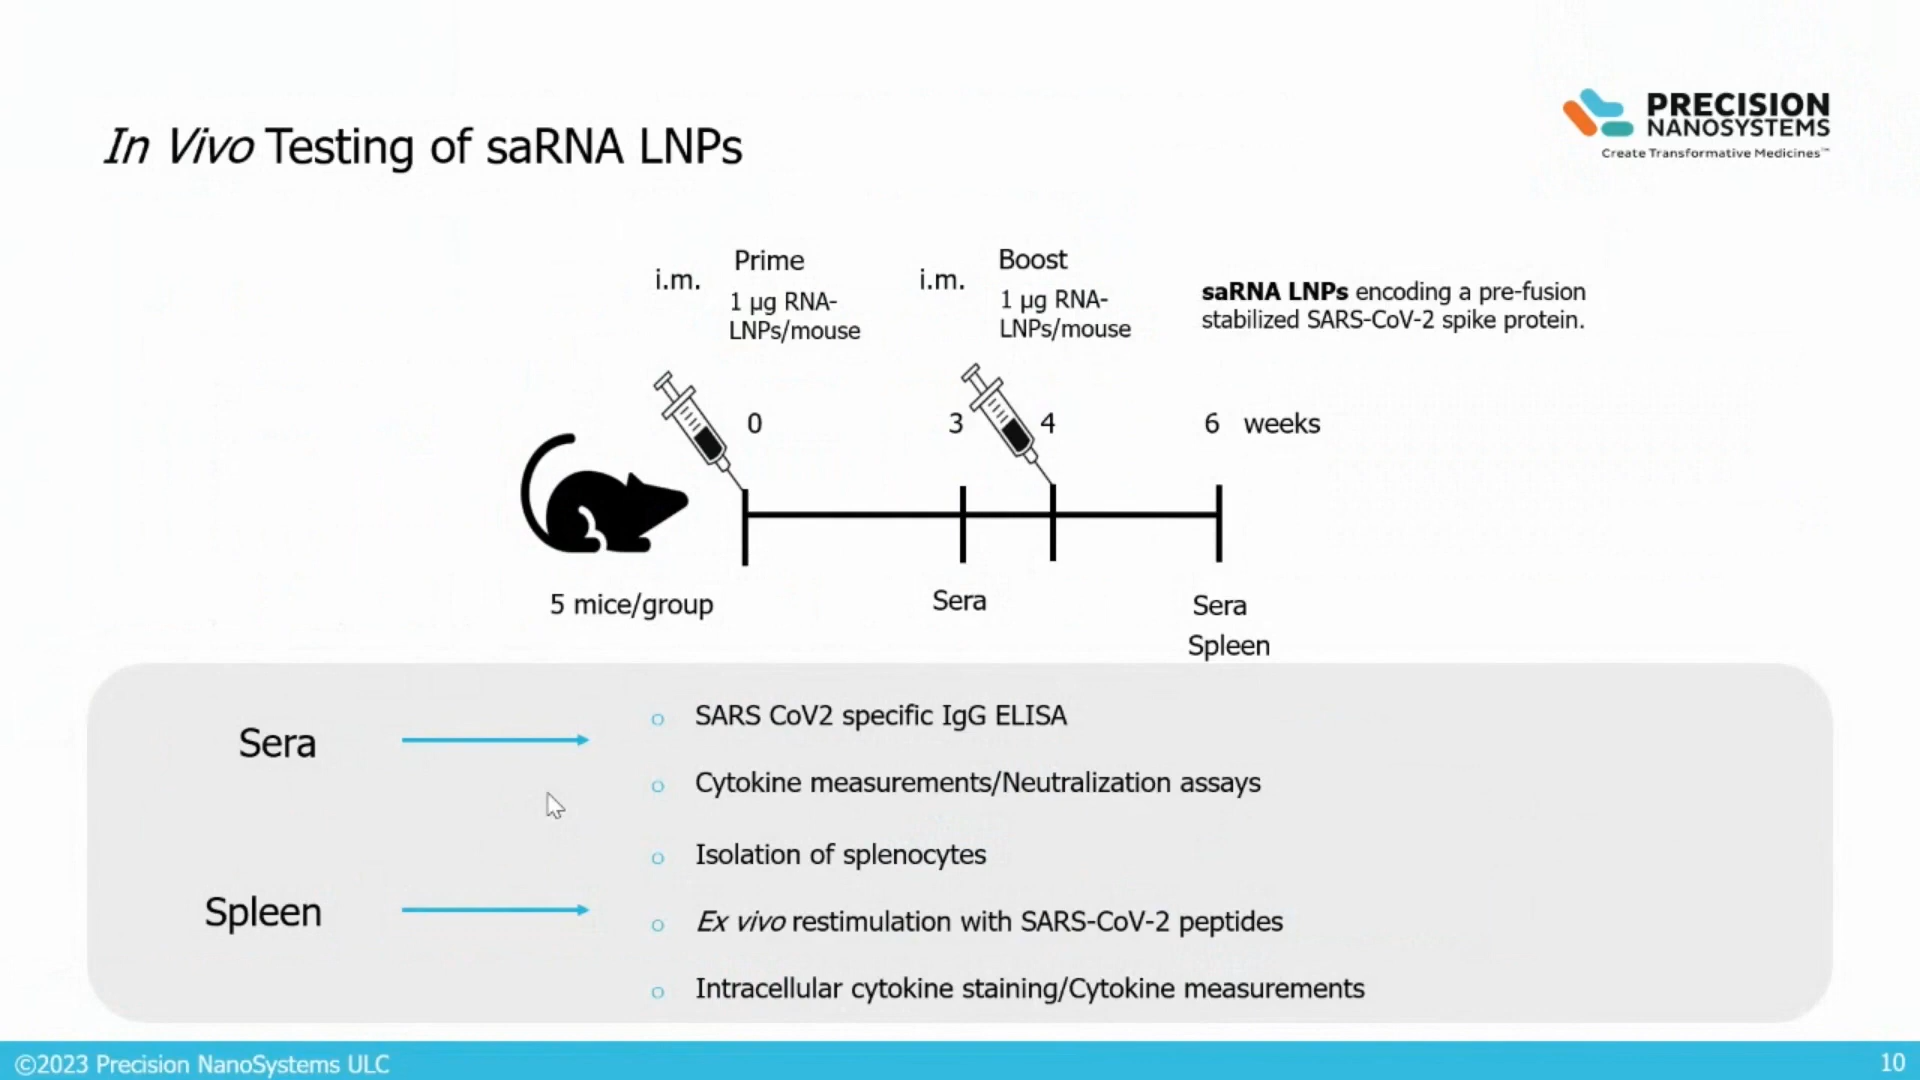 PRECISION
NANOSYSTEMS
Create Transformative Medicines™
In Vivo Testing of saRNA LNPs
i.m.
Prime
1 µg RNA-
LNPs/mouse
i.m.
Boost
1 µg RNA-
LNPs/mouse
saRNA LNPs encoding a pre-fusion
stabilized SARS-CoV-2 spike protein.
0 3 4 6 weeks
5 mice/group
Sera
Sera
Spleen
Sera
SARS CoV2 specific IgG ELISA
Cytokine measurements/Neutralization assays
Spleen
Isolation of splenocytes
Ex vivo restimulation with SARS-CoV-2 peptides
Intracellular cytokine staining/Cytokine measurements
©2023 Precision NanoSystems ULC
10